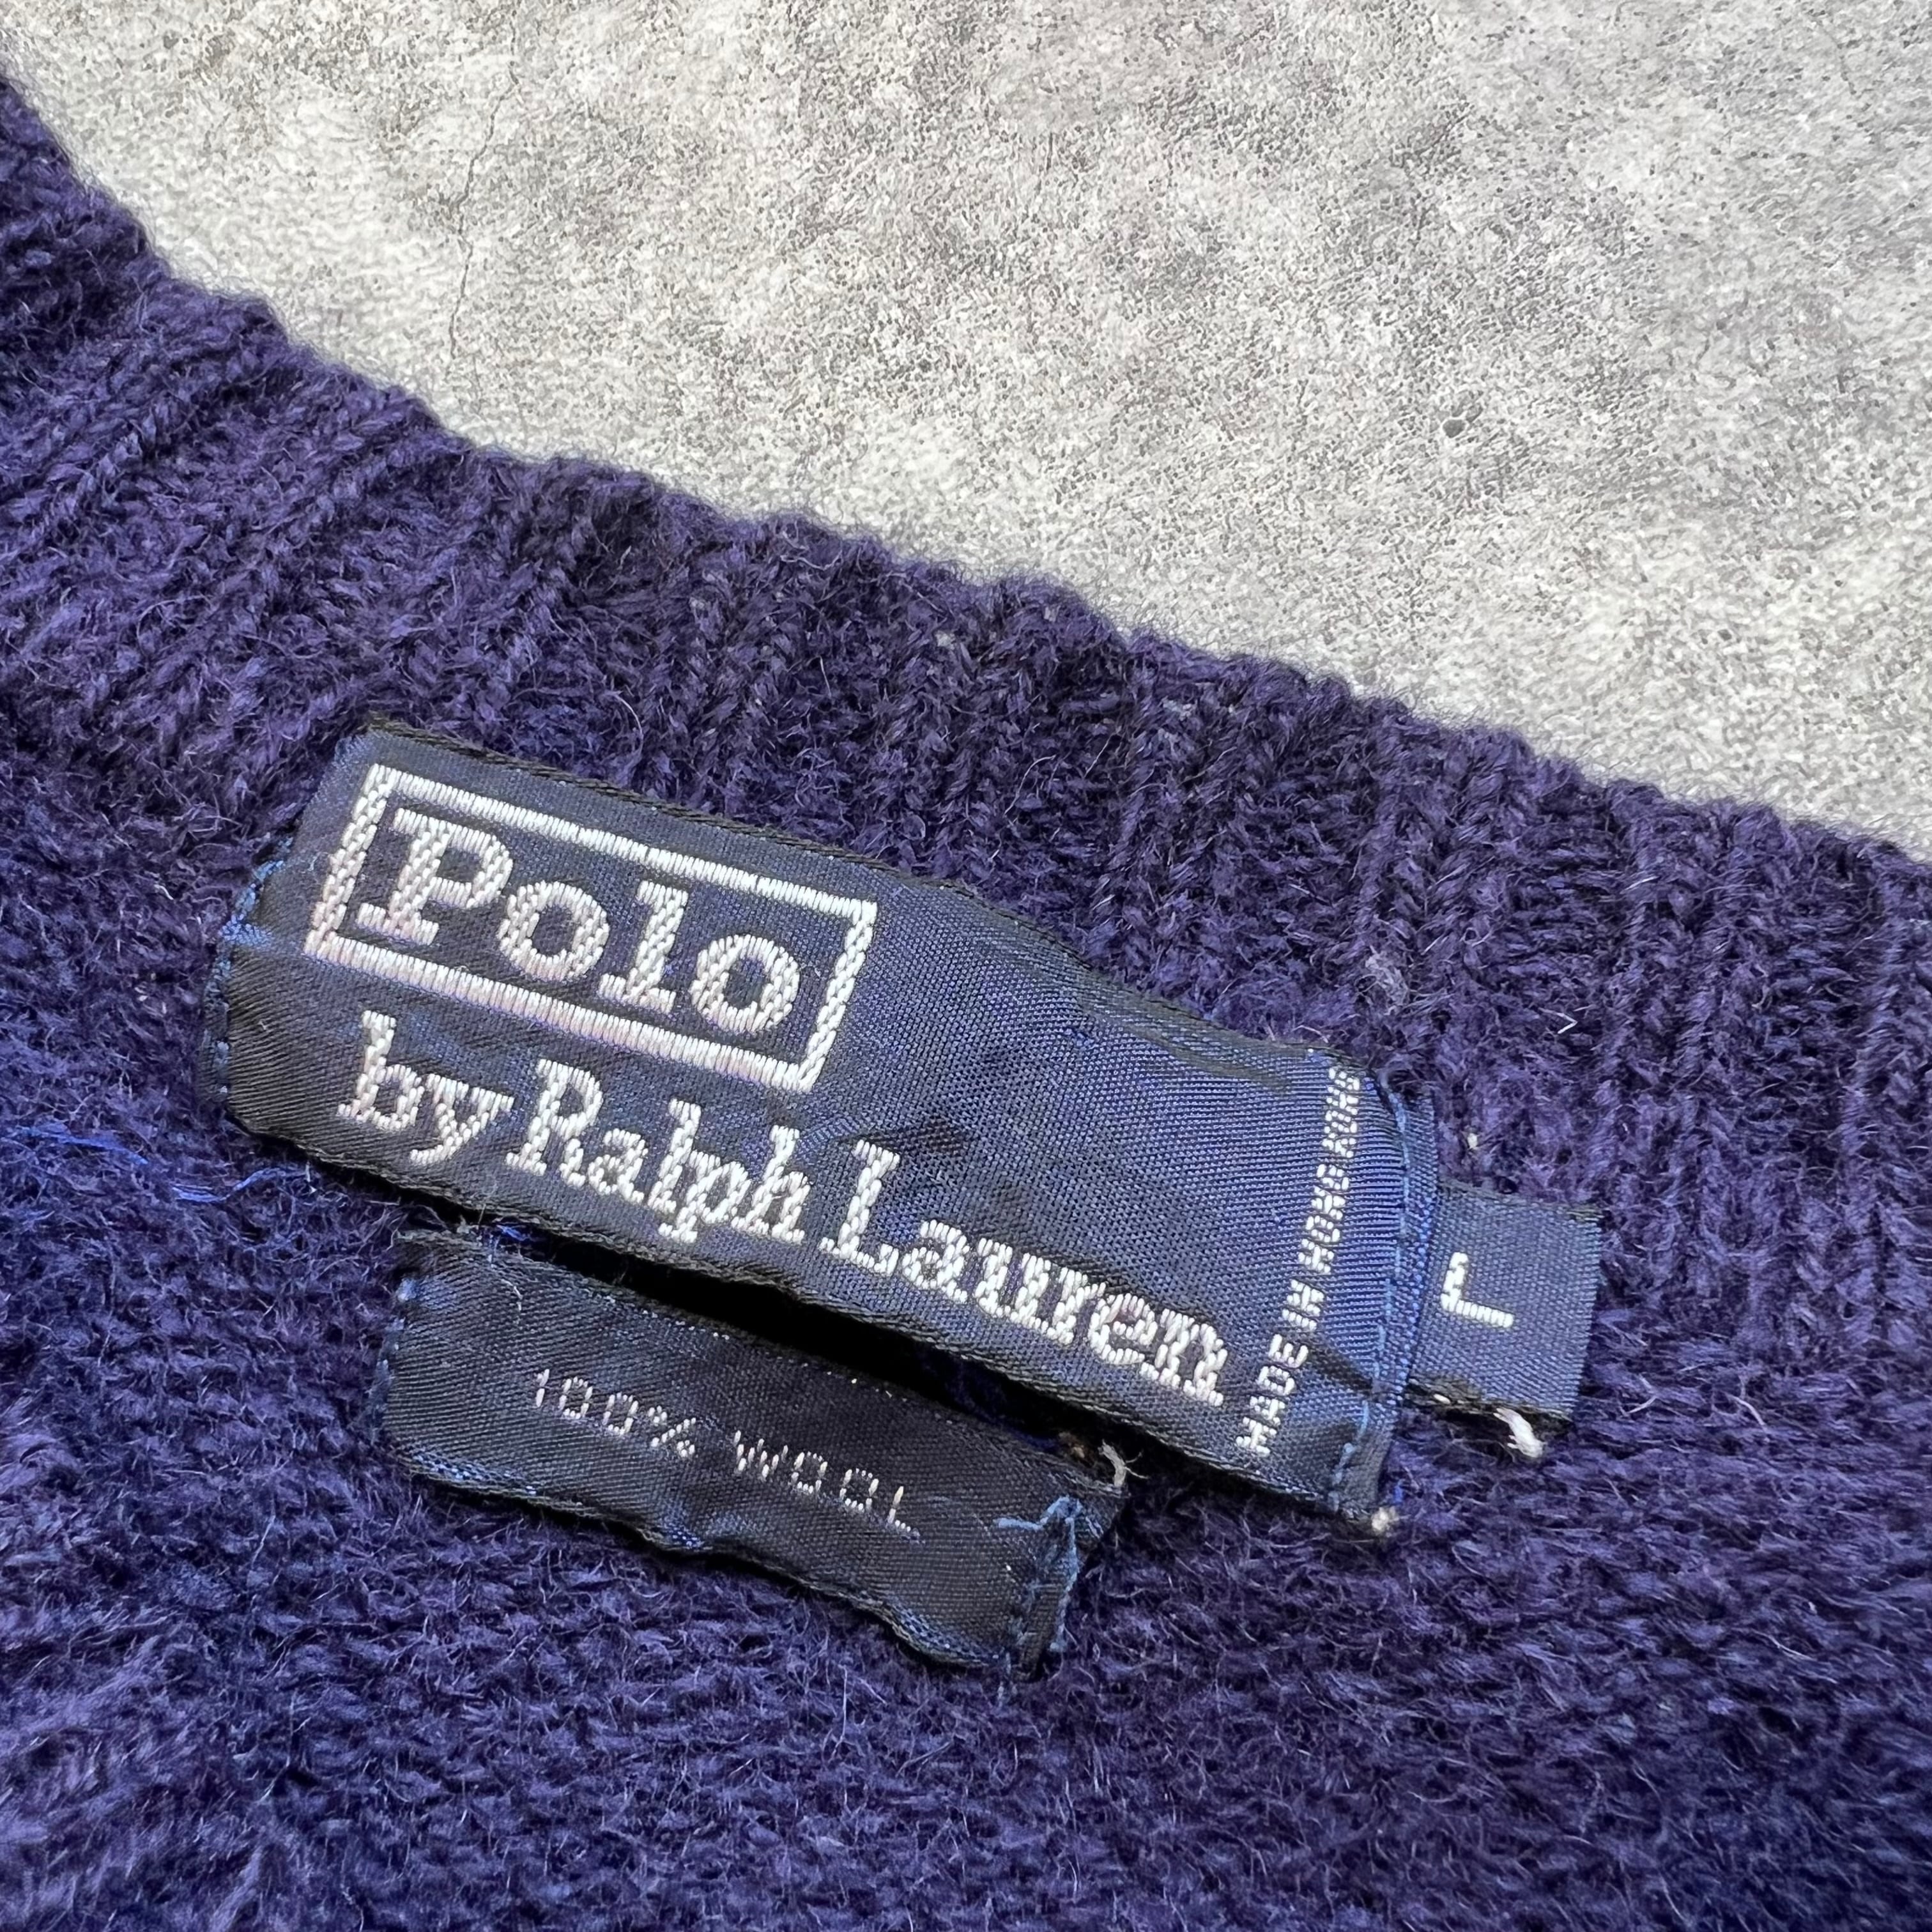 Polo
by Ralph Lauren
MADE IN HONG KONG
L
100% WOOL